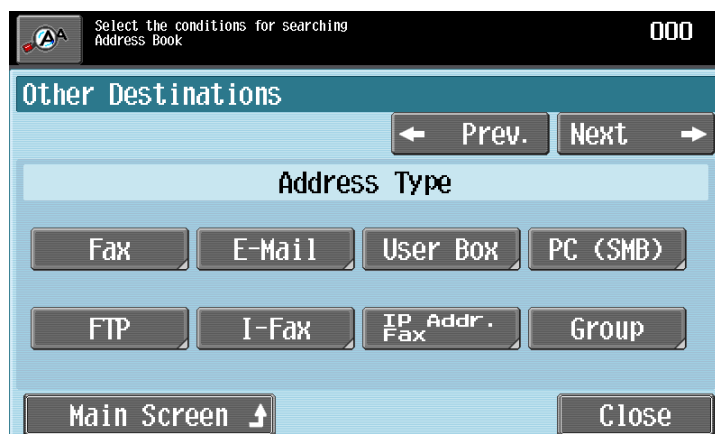 Select the conditions for searching
Address Book
000
Other Destinations
Prev.
Next
Address Type
Fax
E-Mail
User Box
PC (SMB)
FTP
I-Fax
IP Addr.
Fax
Group
Main Screen
Close